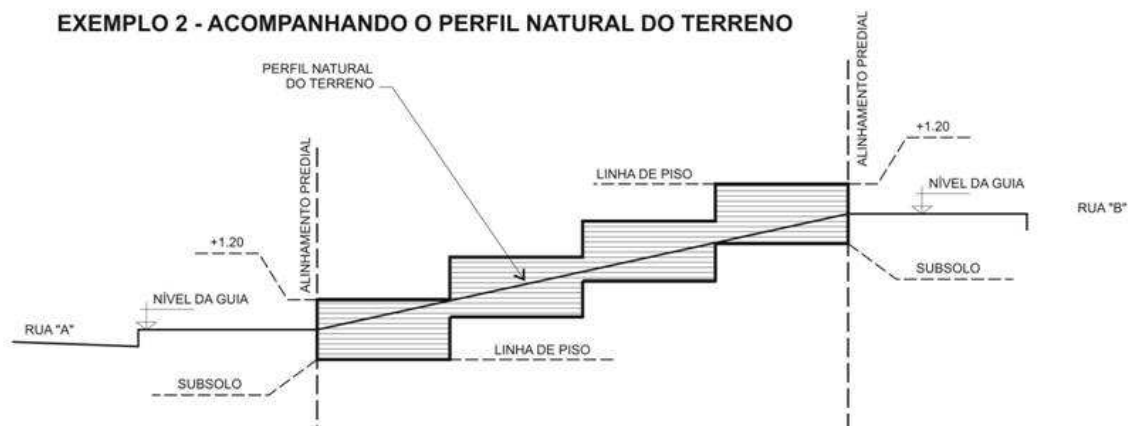 EXEMPLO 2 - ACOMPANHANDO O PERFIL NATURAL DO TERRENO
PERFIL NATURAL
DO TERRENO
ALINHAMENTO PREDIAL
ALINHAMENTO PREDIAL
+1.20
LINHA DE PISO
NÍVEL DA GUIA
RUA "B"
+1.20
SUBSOLO
NÍVEL DA GUIA
RUA "A"
LINHA DE PISO
SUBSOLO